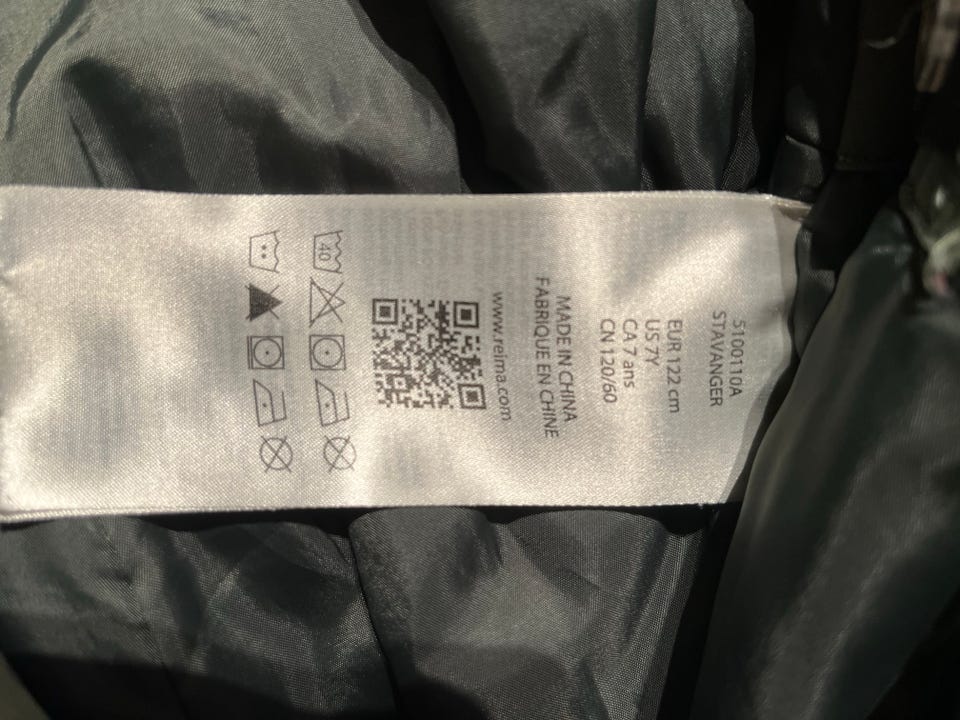 5100110A
STAVANGER
EUR 122 cm
US 7Y
CA 7 ans
CN 120/60
MADE IN CHINA
FABRIQUE EN CHINE
www.reima.com
40